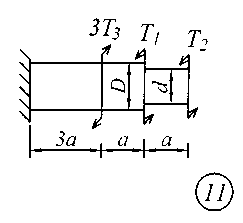 3T₃ T₁ T₂
D d
3a a a
11